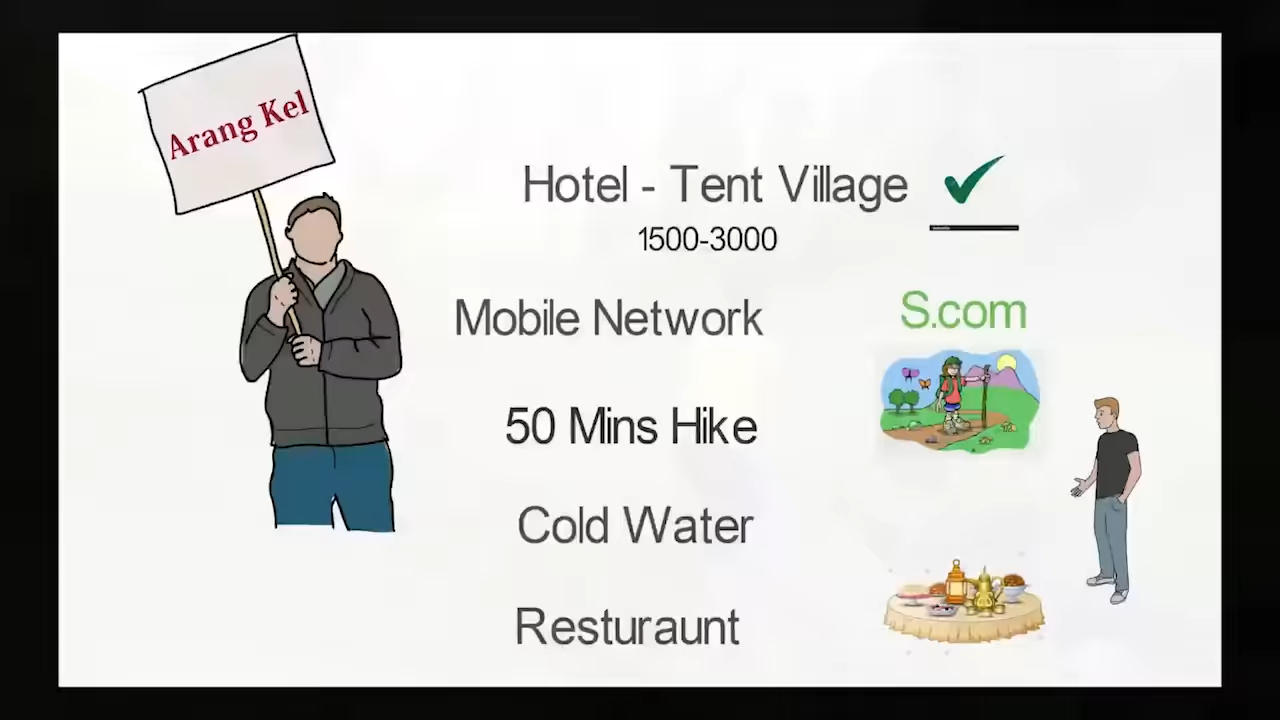 Arang Kel
Hotel - Tent Village
1500-3000
Mobile Network
S.com
50 Mins Hike
Cold Water
Resturaunt